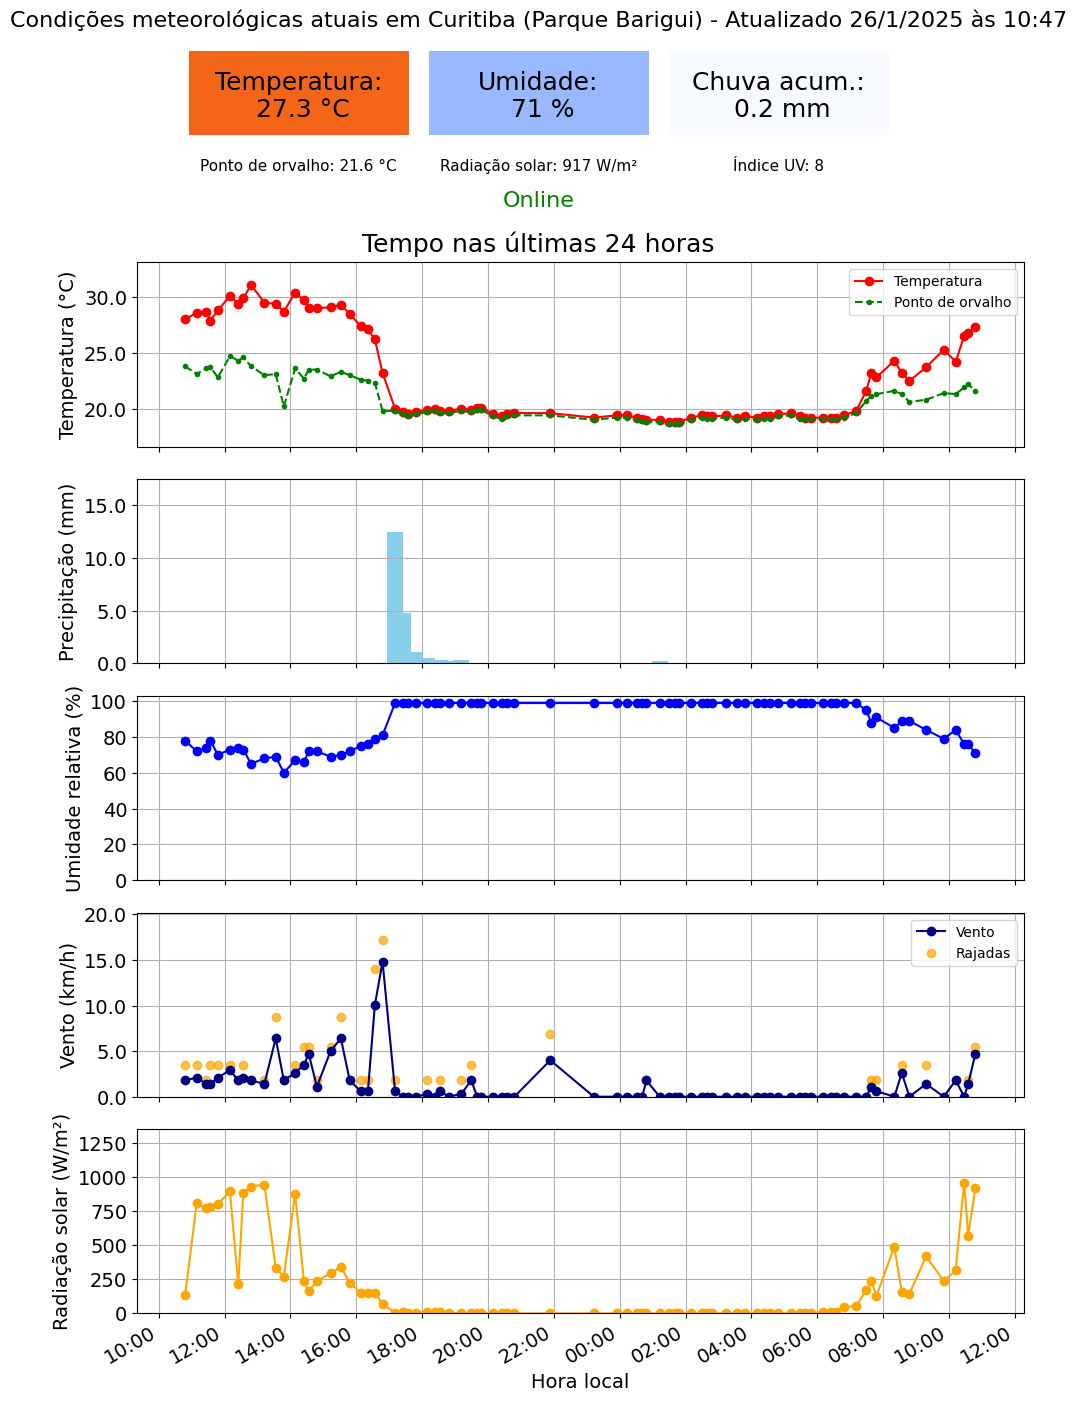 Condições meteorológicas atuais em Curitiba (Parque Barigui) - Atualizado 26/1/2025 às 10:47
Temperatura:
27.3 °C
Umidade:
71 %
Chuva acum.:
0.2 mm
Ponto de orvalho: 21.6 °C
Radiação solar: 917 W/m²
Índice UV: 8
Online
Tempo nas últimas 24 horas
Temperatura (°C)
30.0
25.0
20.0
Temperatura
Ponto de orvalho
Precipitação (mm)
15.0
10.0
5.0
0.0
Umidade relativa (%)
100
80
60
40
20
0
Vento (km/h)
20.0
15.0
10.0
5.0
0.0
Vento
Rajadas
Radiação solar (W/m²)
1250
1000
750
500
250
0
10:00
12:00
14:00
16:00
18:00
20:00
22:00
00:00
02:00
04:00
06:00
08:00
10:00
12:00
Hora local